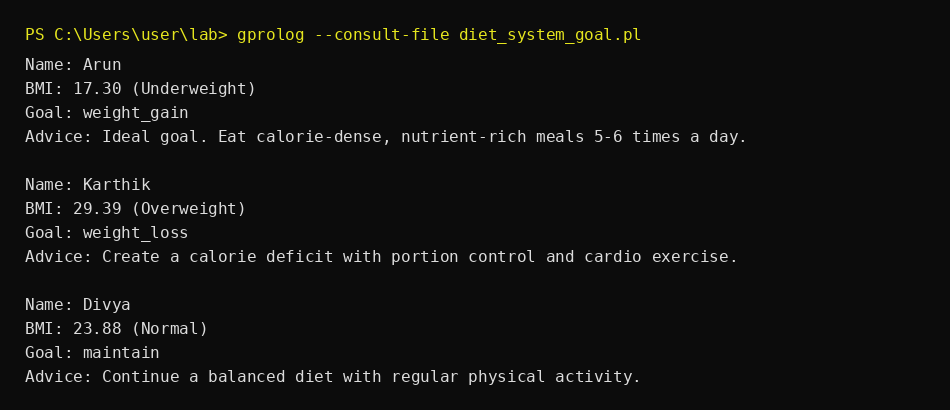 PS C:\Users\user\lab> gprolog --consult-file diet_system_goal.pl
Name: Arun
BMI: 17.30 (Underweight)
Goal: weight_gain
Advice: Ideal goal. Eat calorie-dense, nutrient-rich meals 5-6 times a day.
Name: Karthik
BMI: 29.39 (Overweight)
Goal: weight_loss
Advice: Create a calorie deficit with portion control and cardio exercise.
Name: Divya
BMI: 23.88 (Normal)
Goal: maintain
Advice: Continue a balanced diet with regular physical activity.